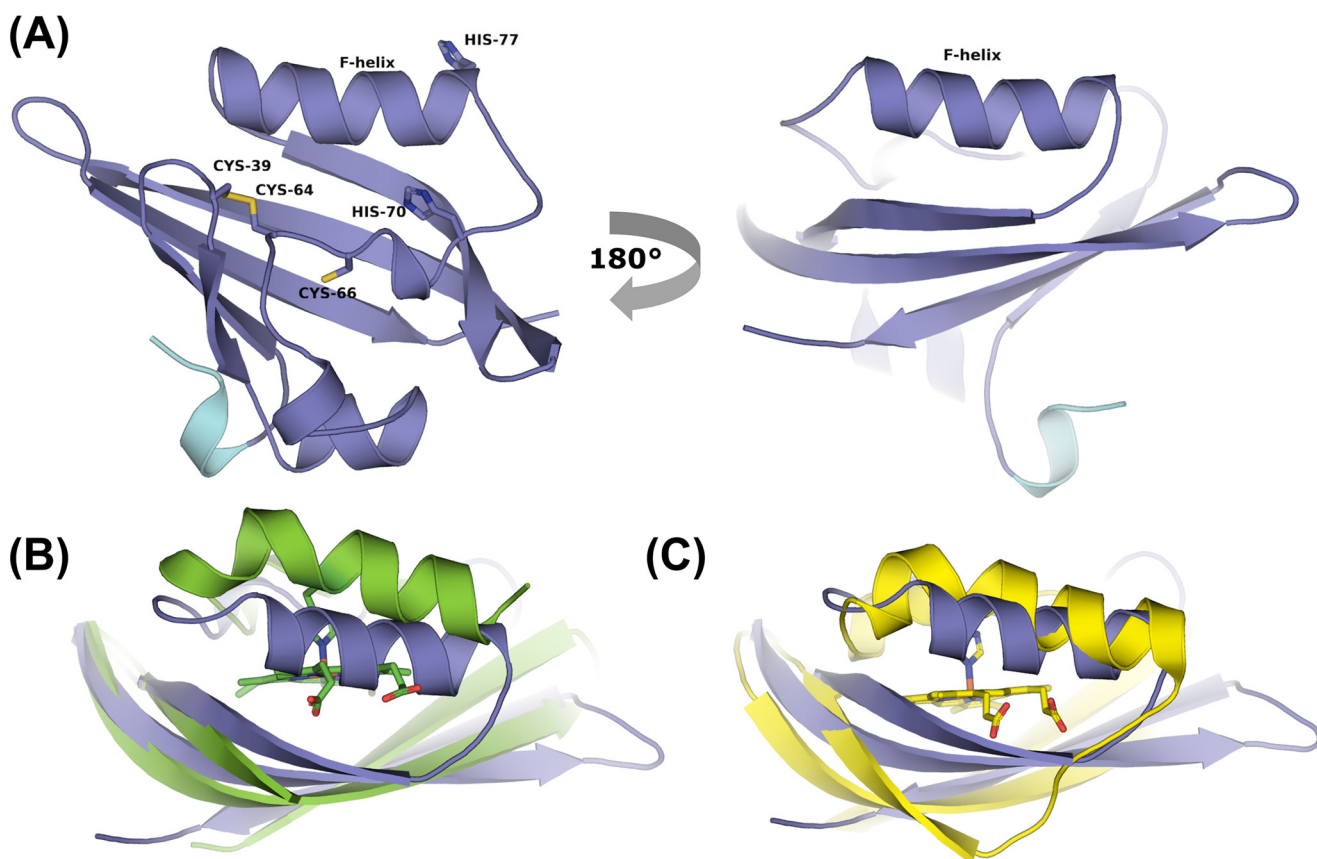 (A)
HIS-77
F-helix
CYS-39
CYS-64
HIS-70
CYS-66
180°
F-helix
(B)
(C)